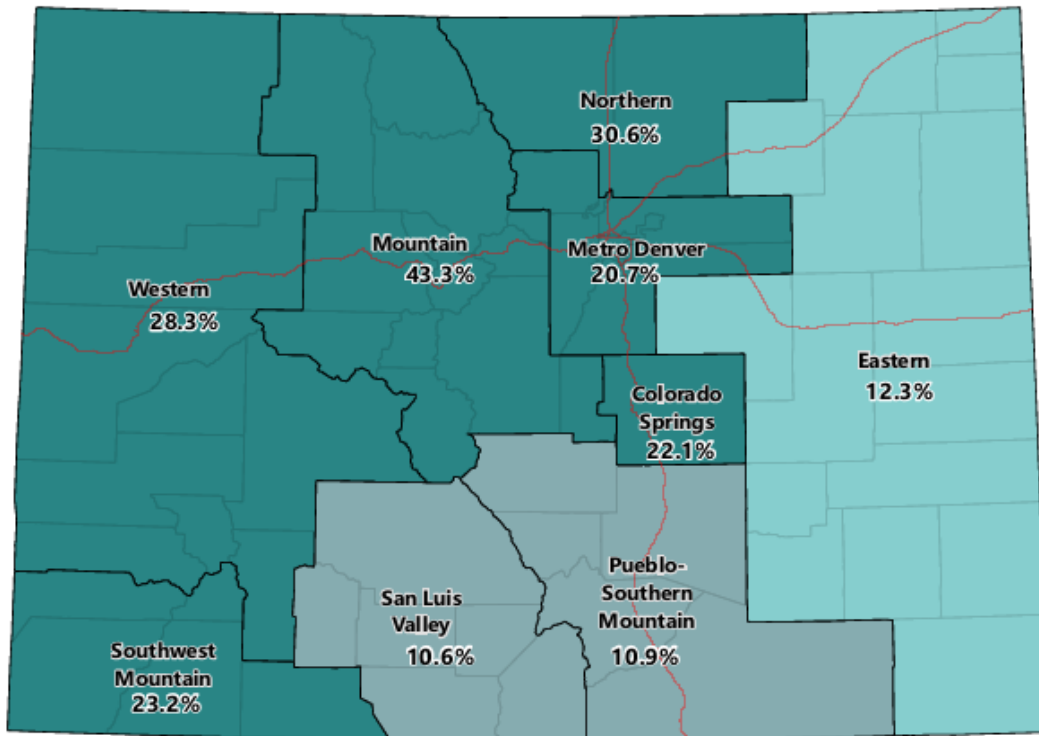 Northern
30.6%
Mountain
43.3%
Metro Denver
20.7%
Western
28.3%
Eastern
12.3%
Colorado
Springs
22.1%
Pueblo-
Southern
Mountain
10.9%
San Luis
Valley
10.6%
Southwest
Mountain
23.2%